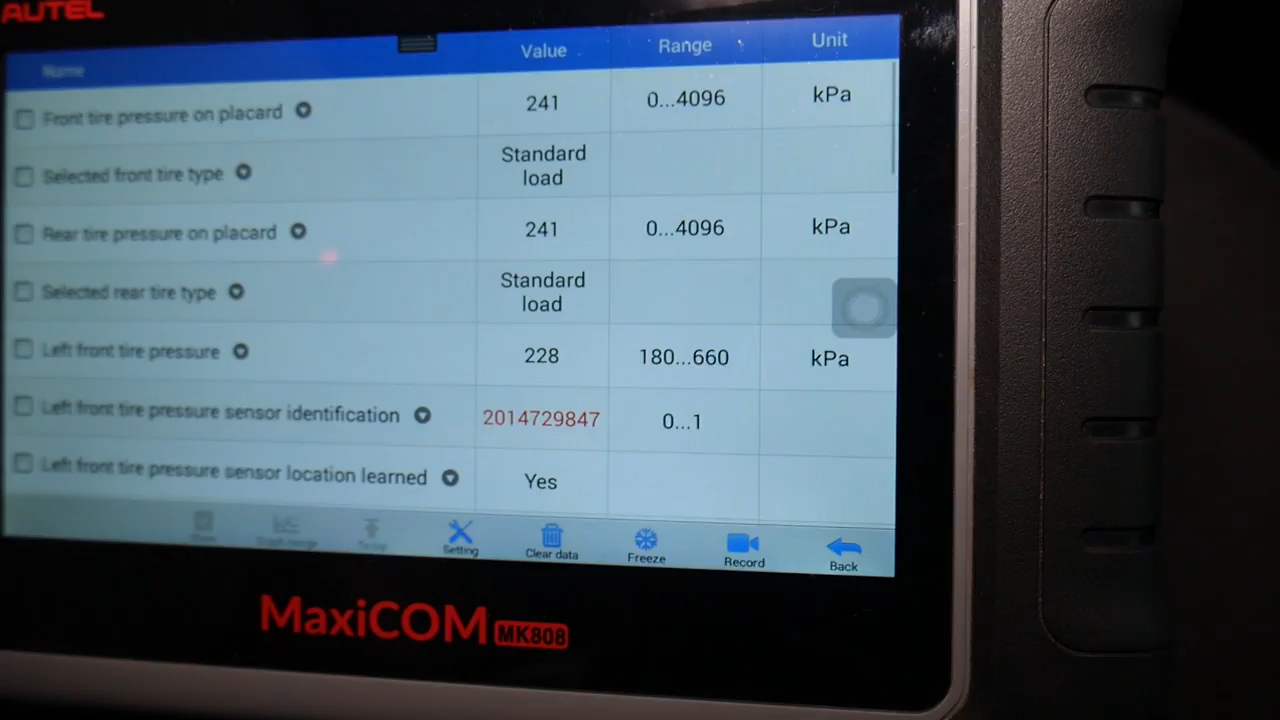 AUTEL
Name Value Range Unit
Front tire pressure on placard 241 0...4096 kPa
Selected front tire type Standard
load
Rear tire pressure on placard 241 0...4096 kPa
Selected rear tire type Standard
load
Left front tire pressure 228 180...660 kPa
Left front tire pressure sensor identification 2014729847 0...1
Left front tire pressure sensor location learned Yes
Setting Clear data Freeze Record Back
MaxiCOM MK808